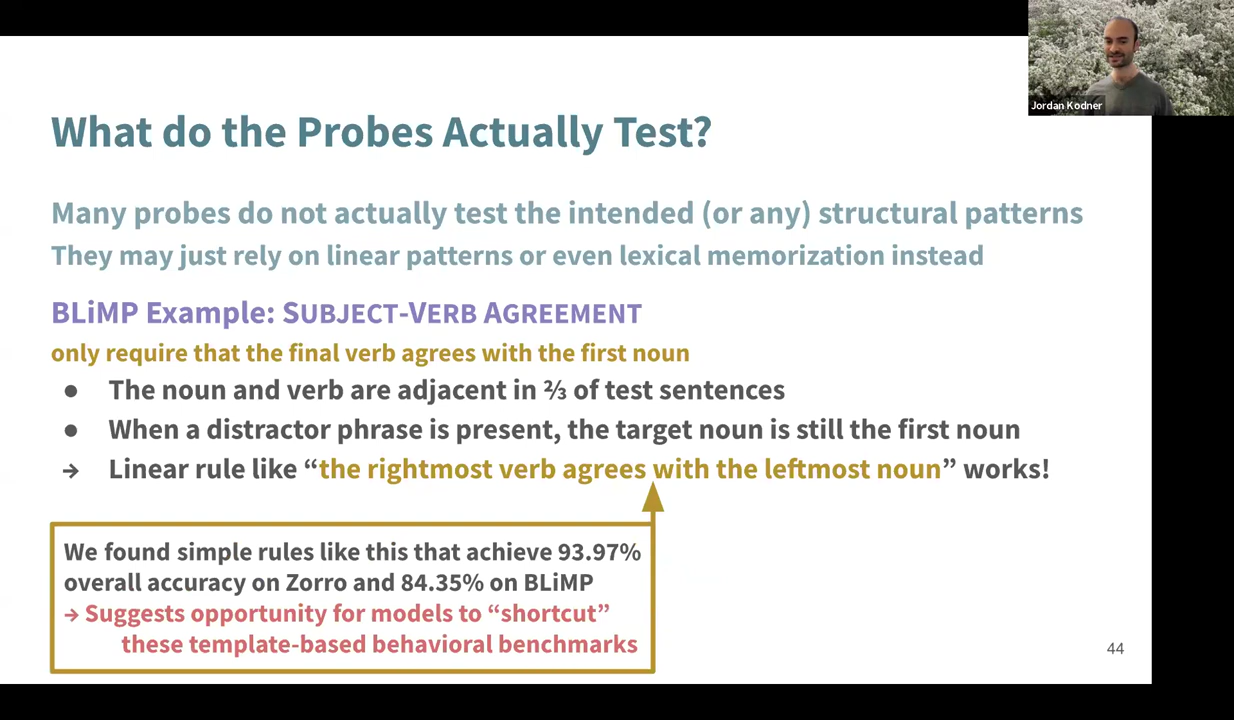 Jordan Kodner
What do the Probes Actually Test?
Many probes do not actually test the intended (or any) structural patterns
They may just rely on linear patterns or even lexical memorization instead
BLiMP Example: SUBJECT-VERB AGREEMENT
only require that the final verb agrees with the first noun
● The noun and verb are adjacent in ⅔ of test sentences
● When a distractor phrase is present, the target noun is still the first noun
→ Linear rule like “the rightmost verb agrees with the leftmost noun” works!
We found simple rules like this that achieve 93.97%
overall accuracy on Zorro and 84.35% on BLiMP
→ Suggests opportunity for models to “shortcut”
these template-based behavioral benchmarks
44